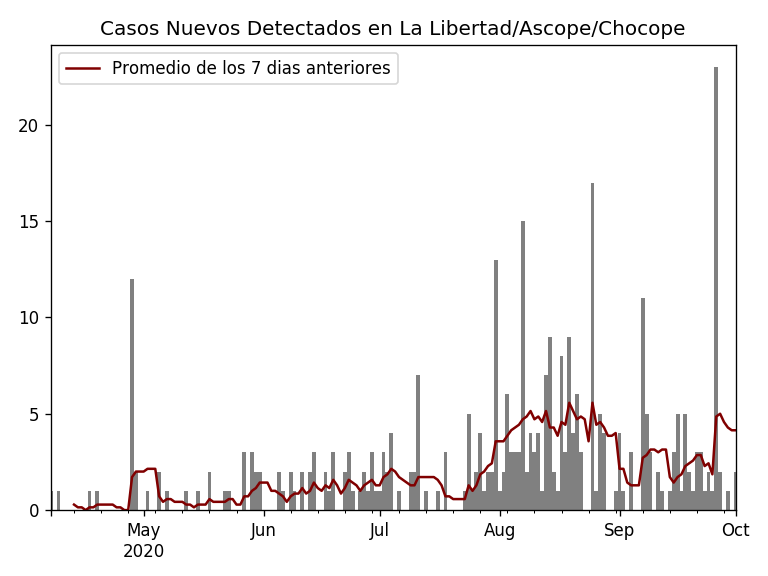 Casos Nuevos Detectados en La Libertad/Ascope/Chocope
Promedio de los 7 dias anteriores
20
15
10
5
0
May Jun Jul Aug Sep Oct
2020